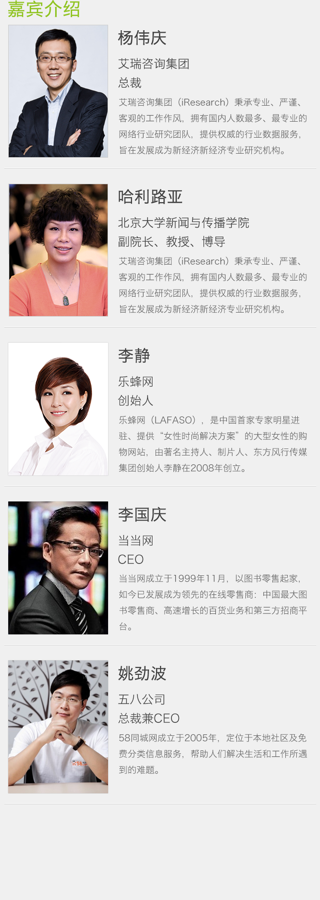 嘉宾介绍
杨伟庆
艾瑞咨询集团
总裁
艾瑞咨询集团（iResearch）秉承专业、严谨、
客观的工作作风，拥有国内人数最多、最专业的
网络行业研究团队，提供权威的行业数据服务，
旨在发展成为新经济新经济专业研究机构。
哈利路亚
北京大学新闻与传播学院
副院长、教授、博导
艾瑞咨询集团（iResearch）秉承专业、严谨、
客观的工作作风，拥有国内人数最多、最专业的
网络行业研究团队，提供权威的行业数据服务，
旨在发展成为新经济新经济专业研究机构。
李静
乐蜂网
创始人
乐蜂网（LAFASO），是中国首家专家明星进
驻、提供“女性时尚解决方案”的大型女性的购
物网站，由著名主持人、制片人、东方风行传媒
集团创始人李静在2008年创立。
李国庆
当当网
CEO
当当网成立于1999年11月，以图书零售起家，
如今已发展成为领先的在线零售商：中国最大图
书零售商、高速增长的百货业务和第三方招商平
台。
姚劲波
五八公司
总裁兼CEO
58同城网成立于2005年，定位于本地社区及免
费分类信息服务，帮助人们解决生活和工作所遇
到的难题。